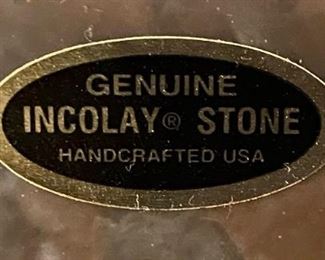 GENUINE
INCOLAY® STONE
HANDCRAFTED USA